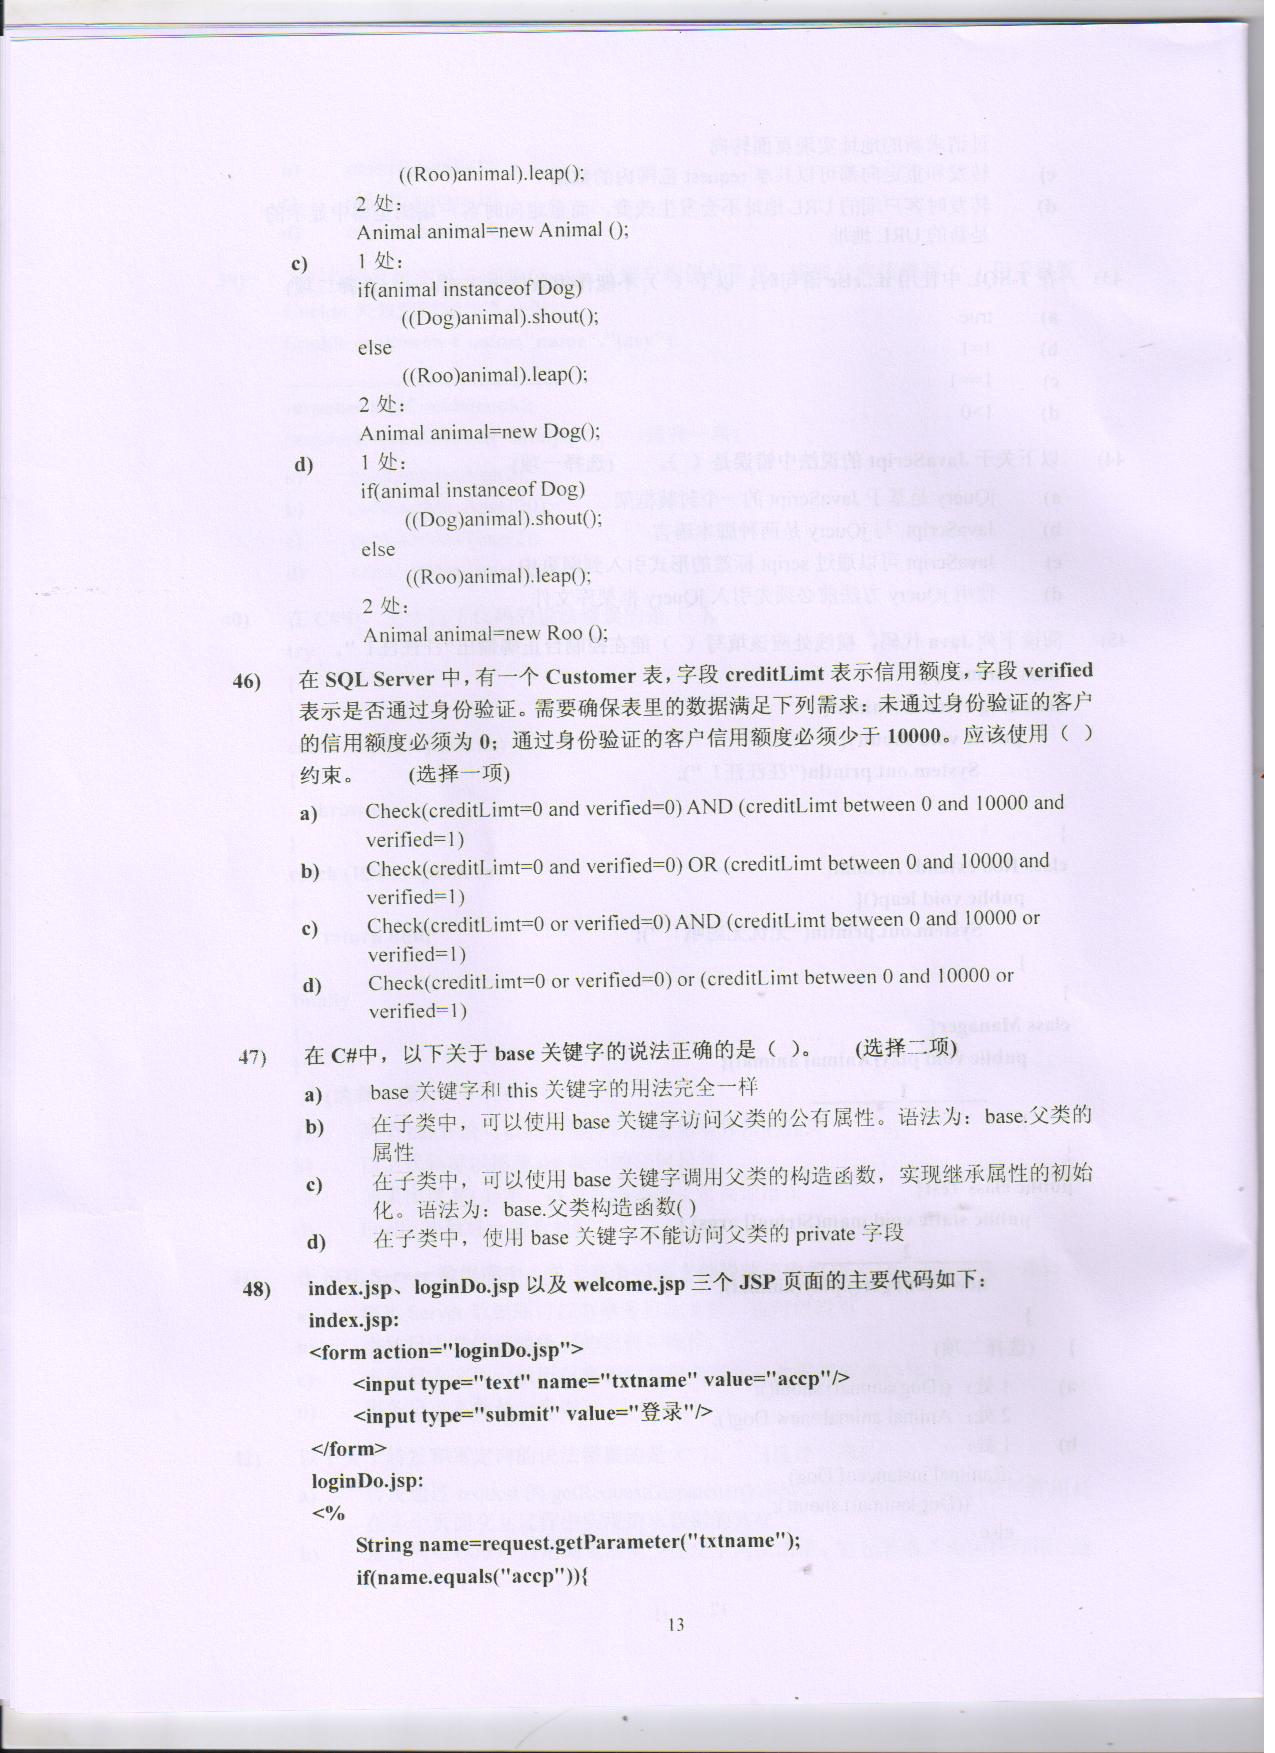 ((Roo)animal).leap();
2 处：
Animal animal=new Animal ();
c) 1 处：
if(animal instanceof Dog)
((Dog)animal).shout();
else
((Roo)animal).leap();
2 处：
Animal animal=new Dog();
d) 1 处：
if(animal instanceof Dog)
((Dog)animal).shout();
else
((Roo)animal).leap();
2 处：
Animal animal=new Roo ();
46) 在 SQL Server 中，有一个 Customer 表，字段 creditLimt 表示信用额度，字段 verified
表示是否通过身份验证。需要确保表里的数据满足下列需求：未通过身份验证的客户
的信用额度必须为 0；通过身份验证的客户信用额度必须少于 10000。应该使用（ ）
约束。 (选择一项)
a) Check(creditLimt=0 and verified=0) AND (creditLimt between 0 and 10000 and
verified=1)
b) Check(creditLimt=0 and verified=0) OR (creditLimt between 0 and 10000 and
verified=1)
c) Check(creditLimt=0 or verified=0) AND (creditLimt between 0 and 10000 or
verified=1)
d) Check(creditLimt=0 or verified=0) or (creditLimt between 0 and 10000 or
verified=1)
47) 在 C#中，以下关于 base 关键字的说法正确的是（ ）。 (选择二项)
a) base 关键字和 this 关键字的用法完全一样
b) 在子类中，可以使用 base 关键字访问父类的公有属性。语法为：base.父类的
属性
c) 在子类中，可以使用 base 关键字调用父类的构造函数，实现继承属性的初始
化。语法为：base.父类构造函数( )
d) 在子类中，使用 base 关键字不能访问父类的 private 字段
48) index.jsp、loginDo.jsp 以及 welcome.jsp 三个 JSP 页面的主要代码如下：
index.jsp:
<form action="loginDo.jsp">
<input type="text" name="txtname" value="accp"/>
<input type="submit" value="登录"/>
</form>
loginDo.jsp:
<%
String name=request.getParameter("txtname");
if(name.equals("accp")){
13